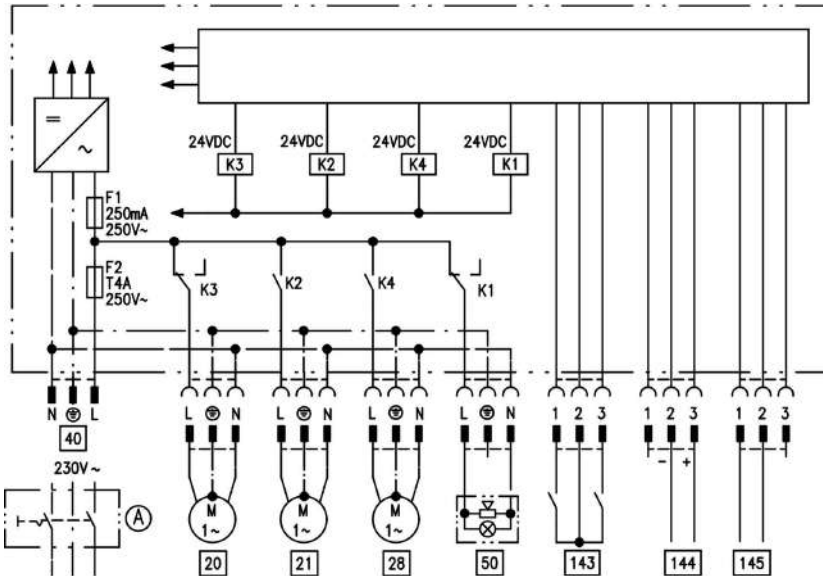 =
~
24VDC 24VDC 24VDC 24VDC
K3 K2 K4 K1
F1
250mA
250V~
F2
T4A
250V~
K3 K2 K4 K1
N L L N L N L N L N 1 2 3 1 2 3 1 2 3
40
- +
230V~
A
M M M
1~ 1~ 1~
20 21 28 50 143 144 145